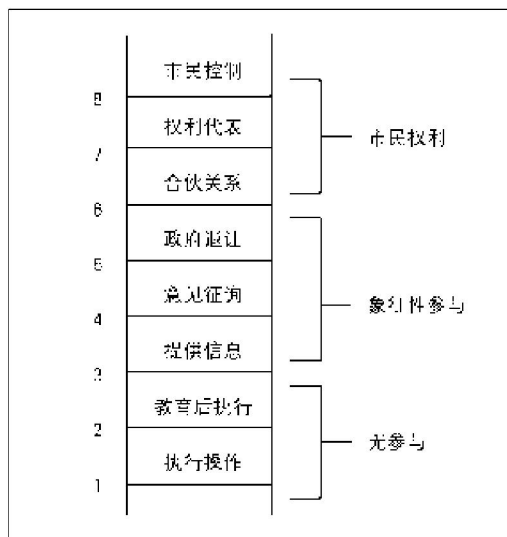 市民控制
8
权利代表
7
市民权利
合伙关系
6
政府退让
5
意见征询
4
象征性参与
提供信息
3
教育后执行
2
无参与
执行操作
1